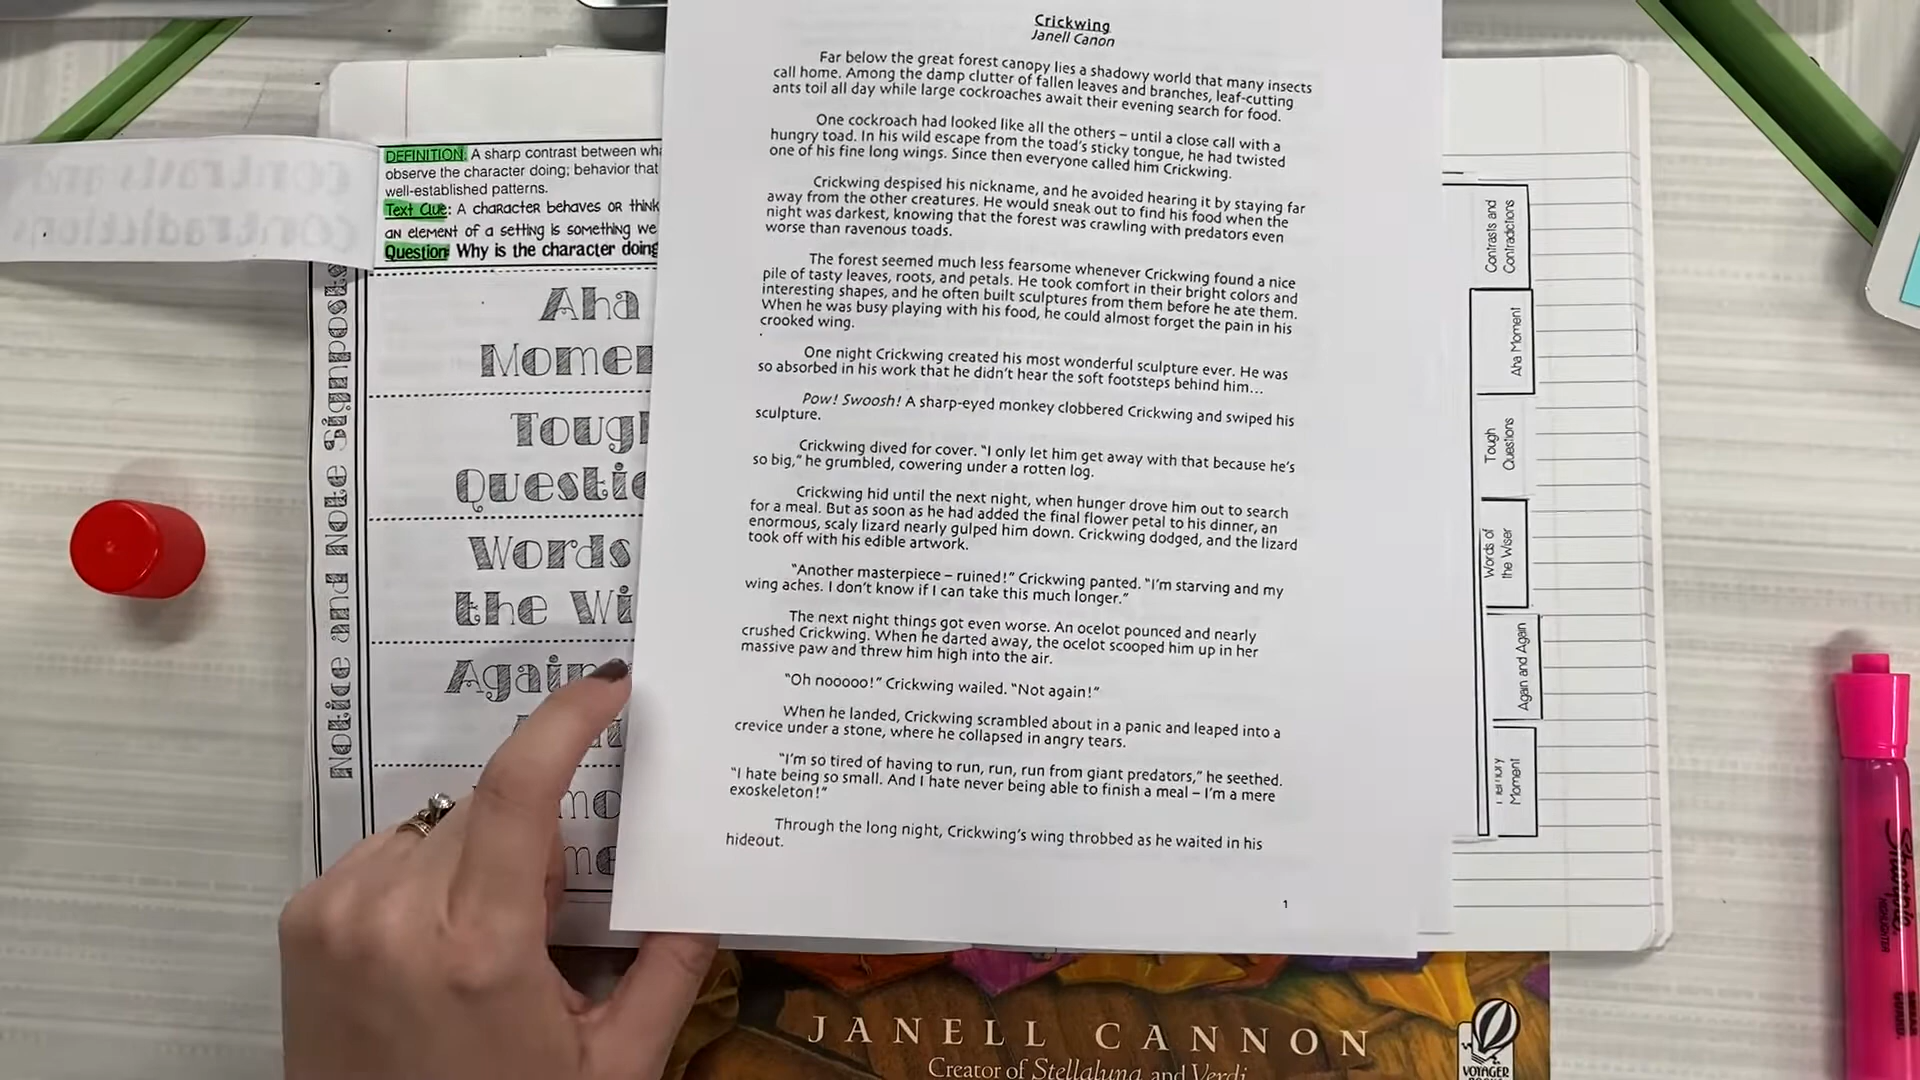 Crickwing
Janell Canon
Far below the great forest canopy lies a shadowy world that many insects
call home. Among the damp clutter of fallen leaves and branches, leaf-cutting
ants toil all day while large cockroaches await their evening search for food.
One cockroach had looked like all the others – until a close call with a
hungry toad. In his wild escape from the toad's sticky tongue, he had twisted
one of his fine long wings. Since then everyone called him Crickwing.
Crickwing despised his nickname, and he avoided hearing it by staying far
away from the other creatures. He would sneak out to find his food when the
night was darkest, knowing that the forest was crawling with predators even
worse than ravenous toads.
The forest seemed much less fearsome whenever Crickwing found a nice
pile of tasty leaves, roots, and petals. He took comfort in their bright colors and
interesting shapes, and he often built sculptures from them before he ate them.
When he was busy playing with his food, he could almost forget the pain in his
crooked wing.
One night Crickwing created his most wonderful sculpture ever. He was
so absorbed in his work that he didn't hear the soft footsteps behind him...
Pow! Swoosh! A sharp-eyed monkey clobbered Crickwing and swiped his
sculpture.
Crickwing dived for cover. "I only let him get away with that because he's
so big," he grumbled, cowering under a rotten log.
Crickwing hid until the next night, when hunger drove him out to search
for a meal. But as soon as he had added the final flower petal to his dinner, an
enormous, scaly lizard nearly gulped him down. Crickwing dodged, and the lizard
took off with his edible artwork.
"Another masterpiece – ruined!" Crickwing panted. "I'm starving and my
wing aches. I don't know if I can take this much longer."
The next night things got even worse. An ocelot pounced and nearly
crushed Crickwing. When he darted away, the ocelot scooped him up in her
massive paw and threw him high into the air.
"Oh nooooo!" Crickwing wailed. "Not again!"
When he landed, Crickwing scrambled about in a panic and leaped into a
crevice under a stone, where he collapsed in angry tears.
"I'm so tired of having to run, run, run from giant predators," he seethed.
"I hate being so small. And I hate never being able to finish a meal – I'm a mere
exoskeleton!"
Through the long night, Crickwing's wing throbbed as he waited in his
hideout.
1
DEFINITION: A sharp contrast between
observe the character doing; behavior that
well-established patterns.
Text Clue: A character behaves or
an element of a setting is something we
Question: Why is the character doing
Notice and Note Signposts
Aha
Momen
Tough
Questio
Words
the Wi
Again
mo
me
Contrasts and
Contradictions
Aha Moment
Tough
Questions
Words of
the Wiser
Again and Again
Moment
JANELL CANNON
Creator of Stellaluna and Verdi
VOYAGER
BOOKS
Sharpie